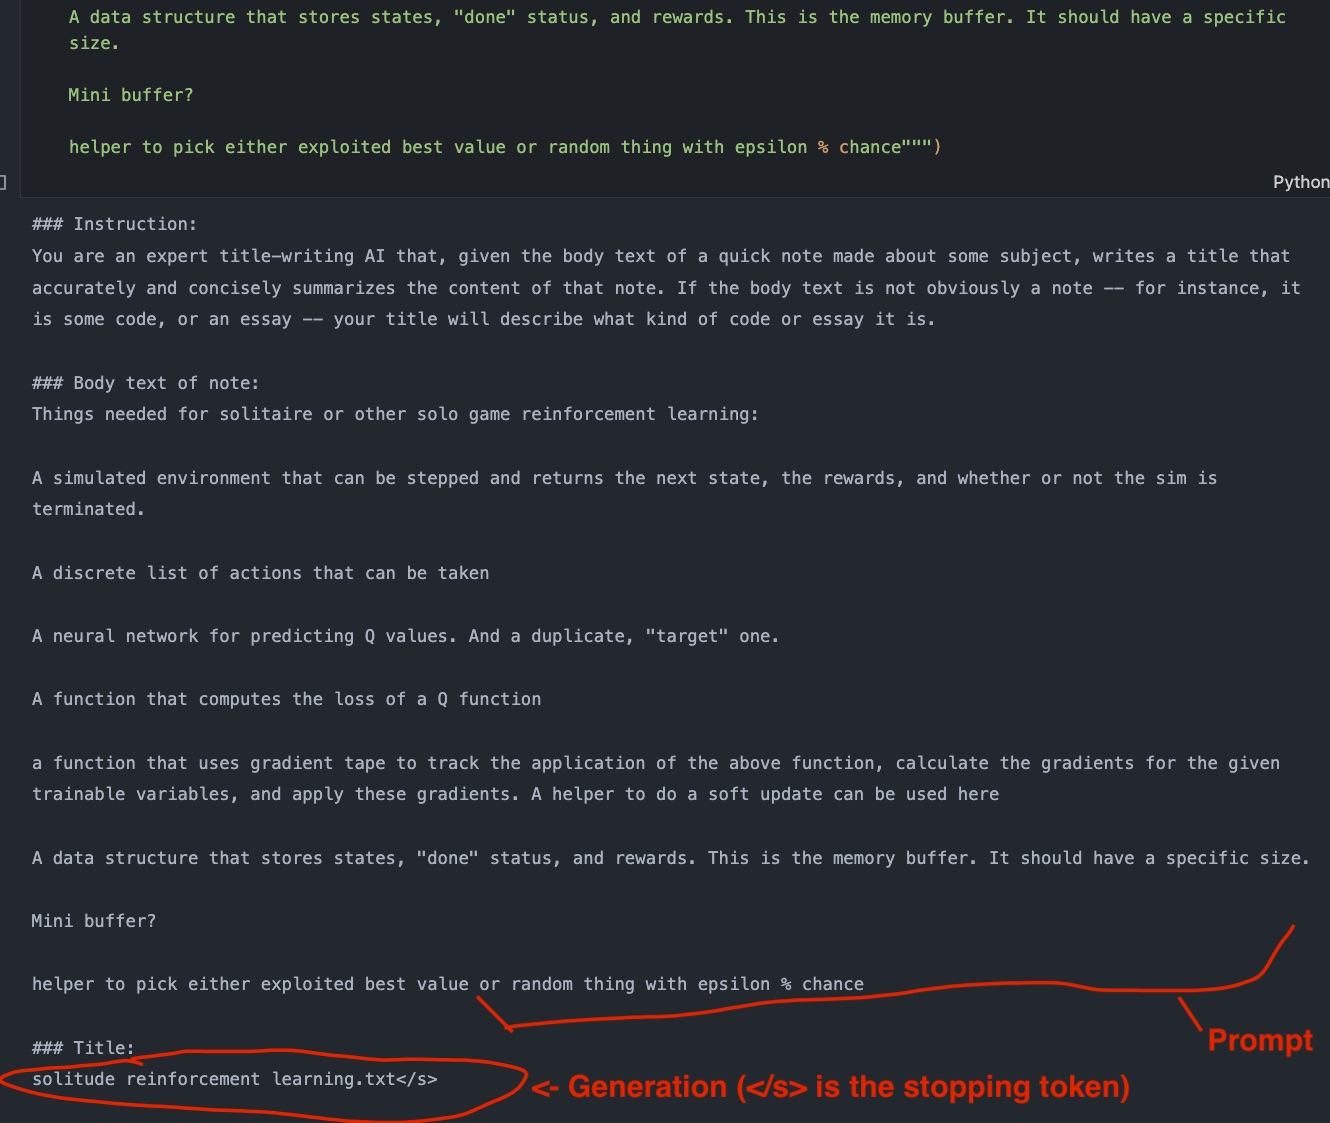 A data structure that stores states, "done" status, and rewards. This is the memory buffer. It should have a specific
size.
Mini buffer?
helper to pick either exploited best value or random thing with epsilon % chance""")
Python
### Instruction:
You are an expert title-writing AI that, given the body text of a quick note made about some subject, writes a title that
accurately and concisely summarizes the content of that note. If the body text is not obviously a note -- for instance, it
is some code, or an essay -- your title will describe what kind of code or essay it is.
### Body text of note:
Things needed for solitaire or other solo game reinforcement learning:
A simulated environment that can be stepped and returns the next state, the rewards, and whether or not the sim is
terminated.
A discrete list of actions that can be taken
A neural network for predicting Q values. And a duplicate, "target" one.
A function that computes the loss of a Q function
a function that uses gradient tape to track the application of the above function, calculate the gradients for the given
trainable variables, and apply these gradients. A helper to do a soft update can be used here
A data structure that stores states, "done" status, and rewards. This is the memory buffer. It should have a specific size.
Mini buffer?
helper to pick either exploited best value or random thing with epsilon % chance
Prompt
### Title:
solitude reinforcement learning.txt</s>
<- Generation (</s> is the stopping token)